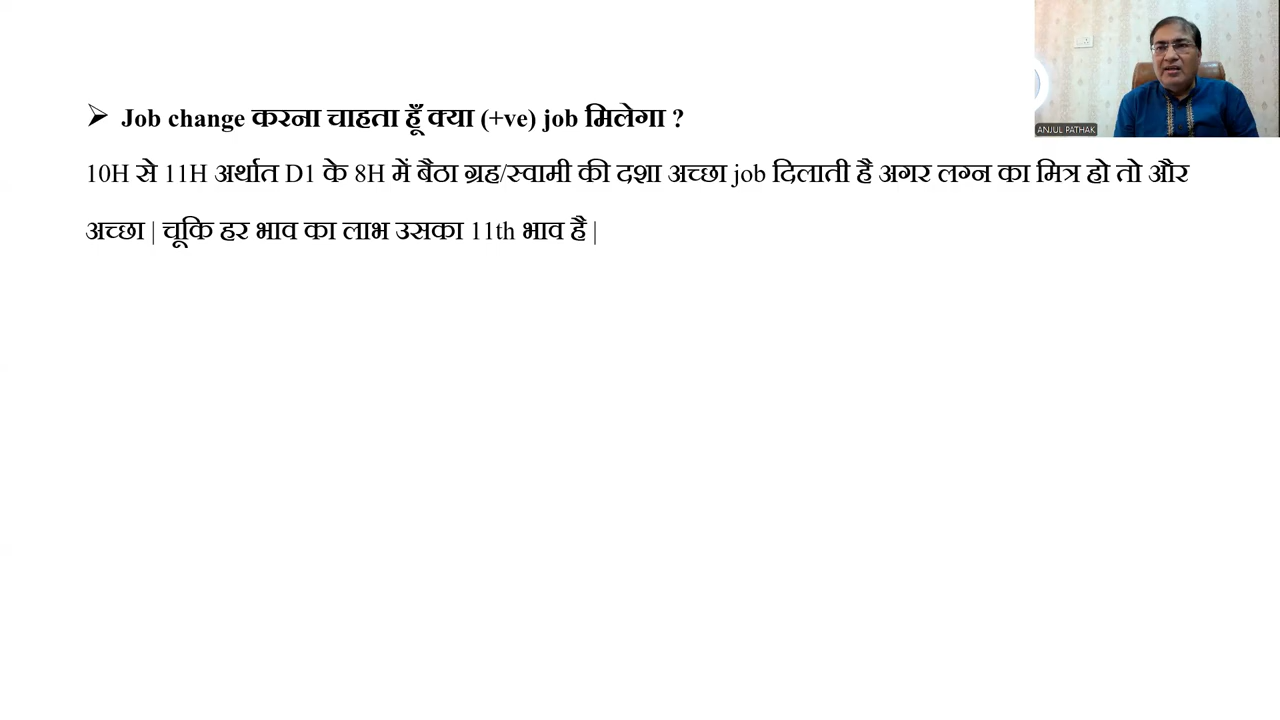 ➢ Job change करना चाहता हूँ क्या (+ve) job मिलेगा ?
10H से 11H अर्थात D1 के 8H में बैठा ग्रह/स्वामी की दशा अच्छा job दिलाती है अगर लग्न का मित्र हो तो और
अच्छा | चूकि हर भाव का लाभ उसका 11th भाव है |
ANJUL PATHAK